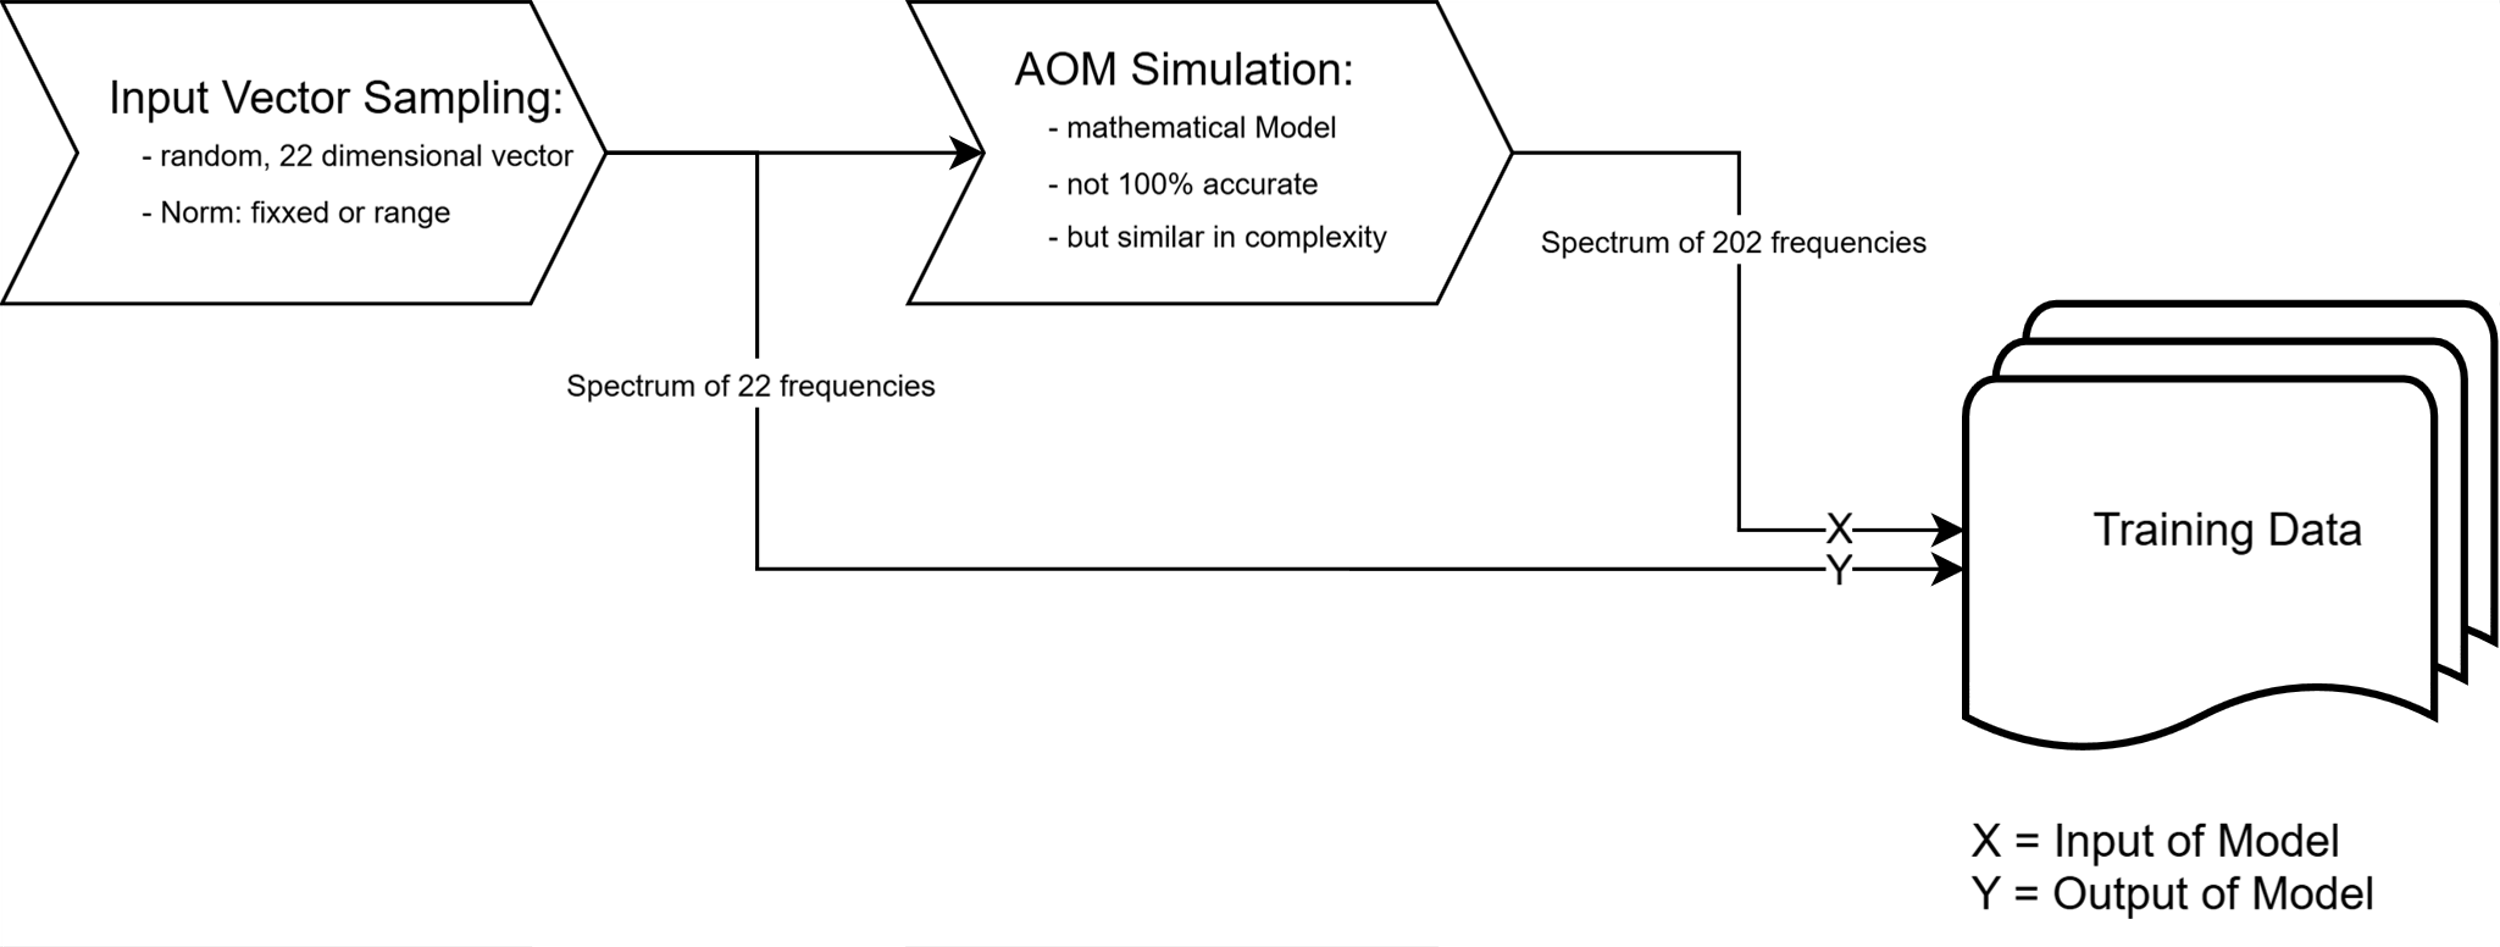 Input Vector Sampling:
- random, 22 dimensional vector
- Norm: fixxed or range
AOM Simulation:
- mathematical Model
- not 100% accurate
- but similar in complexity
Spectrum of 202 frequencies
Spectrum of 22 frequencies
X
Y
Training Data
X = Input of Model
Y = Output of Model